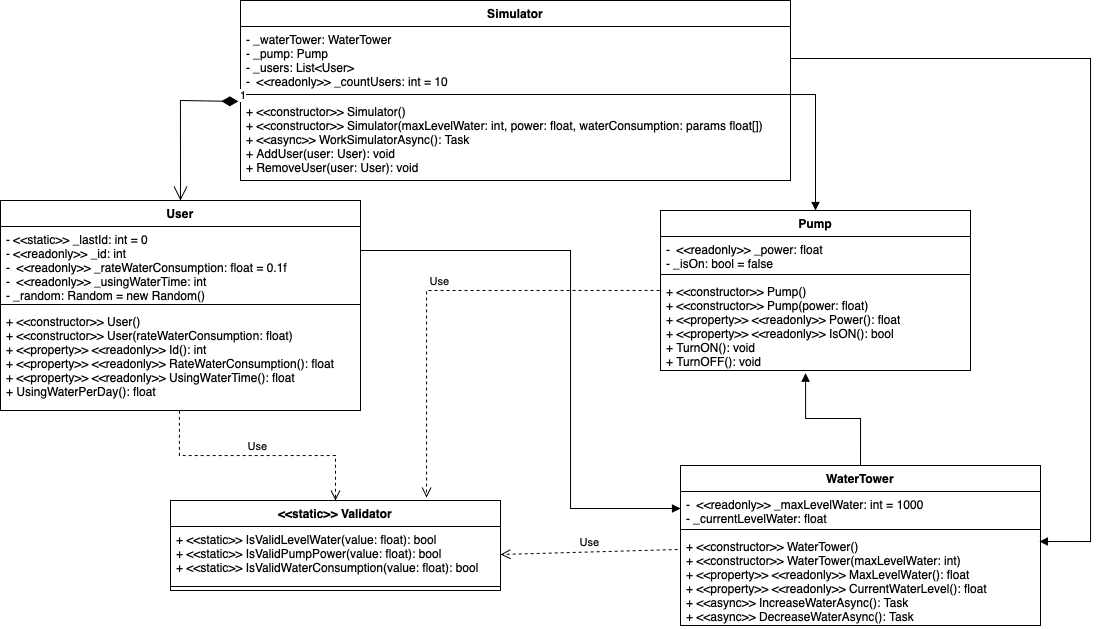 Simulator
- _waterTower: WaterTower
- _pump: Pump
- _users: List<User>
- <<readonly>> _countUsers: int = 10
1
+ <<constructor>> Simulator()
+ <<constructor>> Simulator(maxLevelWater: int, power: float, waterConsumption: params float[])
+ <<async>> WorkSimulatorAsync(): Task
+ AddUser(user: User): void
+ RemoveUser(user: User): void
User
- <<static>> _lastId: int = 0
- <<readonly>> _id: int
- <<readonly>> _rateWaterConsumption: float = 0.1f
- <<readonly>> _usingWaterTime: int
- _random: Random = new Random()
+ <<constructor>> User()
+ <<constructor>> User(rateWaterConsumption: float)
+ <<property>> <<readonly>> Id(): int
+ <<property>> <<readonly>> RateWaterConsumption(): float
+ <<property>> <<readonly>> UsingWaterTime(): float
+ UsingWaterPerDay(): float
Pump
- <<readonly>> _power: float
- _isOn: bool = false
+ <<constructor>> Pump()
+ <<constructor>> Pump(power: float)
+ <<property>> <<readonly>> Power(): float
+ <<property>> <<readonly>> IsON(): bool
+ TurnON(): void
+ TurnOFF(): void
Use
Use
<<static>> Validator
+ <<static>> IsValidLevelWater(value: float): bool
+ <<static>> IsValidPumpPower(value: float): bool
+ <<static>> IsValidWaterConsumption(value: float): bool
Use
WaterTower
- <<readonly>> _maxLevelWater: int = 1000
- _currentLevelWater: float
+ <<constructor>> WaterTower()
+ <<constructor>> WaterTower(maxLevelWater: int)
+ <<property>> <<readonly>> MaxLevelWater(): float
+ <<property>> <<readonly>> CurrentWaterLevel(): float
+ <<async>> IncreaseWaterAsync(): Task
+ <<async>> DecreaseWaterAsync(): Task